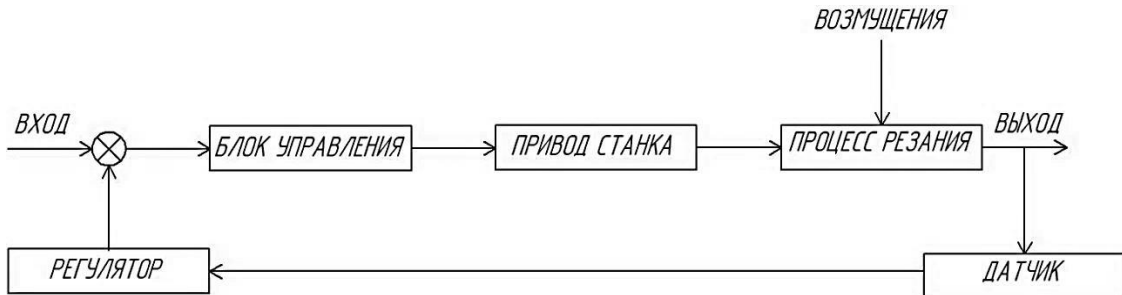 ВОЗМУЩЕНИЯ
ВХОД
БЛОК УПРАВЛЕНИЯ
ПРИВОД СТАНКА
ПРОЦЕСС РЕЗАНИЯ
ВЫХОД
РЕГУЛЯТОР
ДАТЧИК